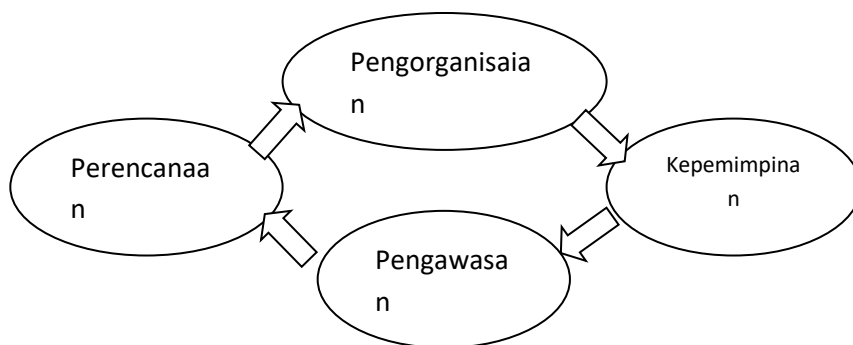 Pengorganisaia
n
Perencanaa
n
Kepemimpina
n
Pengawasa
n